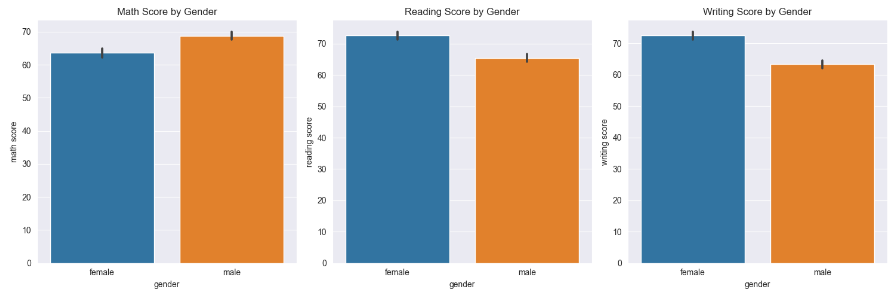 Math Score by Gender
70
60
50
40
30
20
10
0
math score
female
male
gender
Reading Score by Gender
70
60
50
40
30
20
10
0
reading score
female
male
gender
Writing Score by Gender
70
60
50
40
30
20
10
0
writing score
female
male
gender